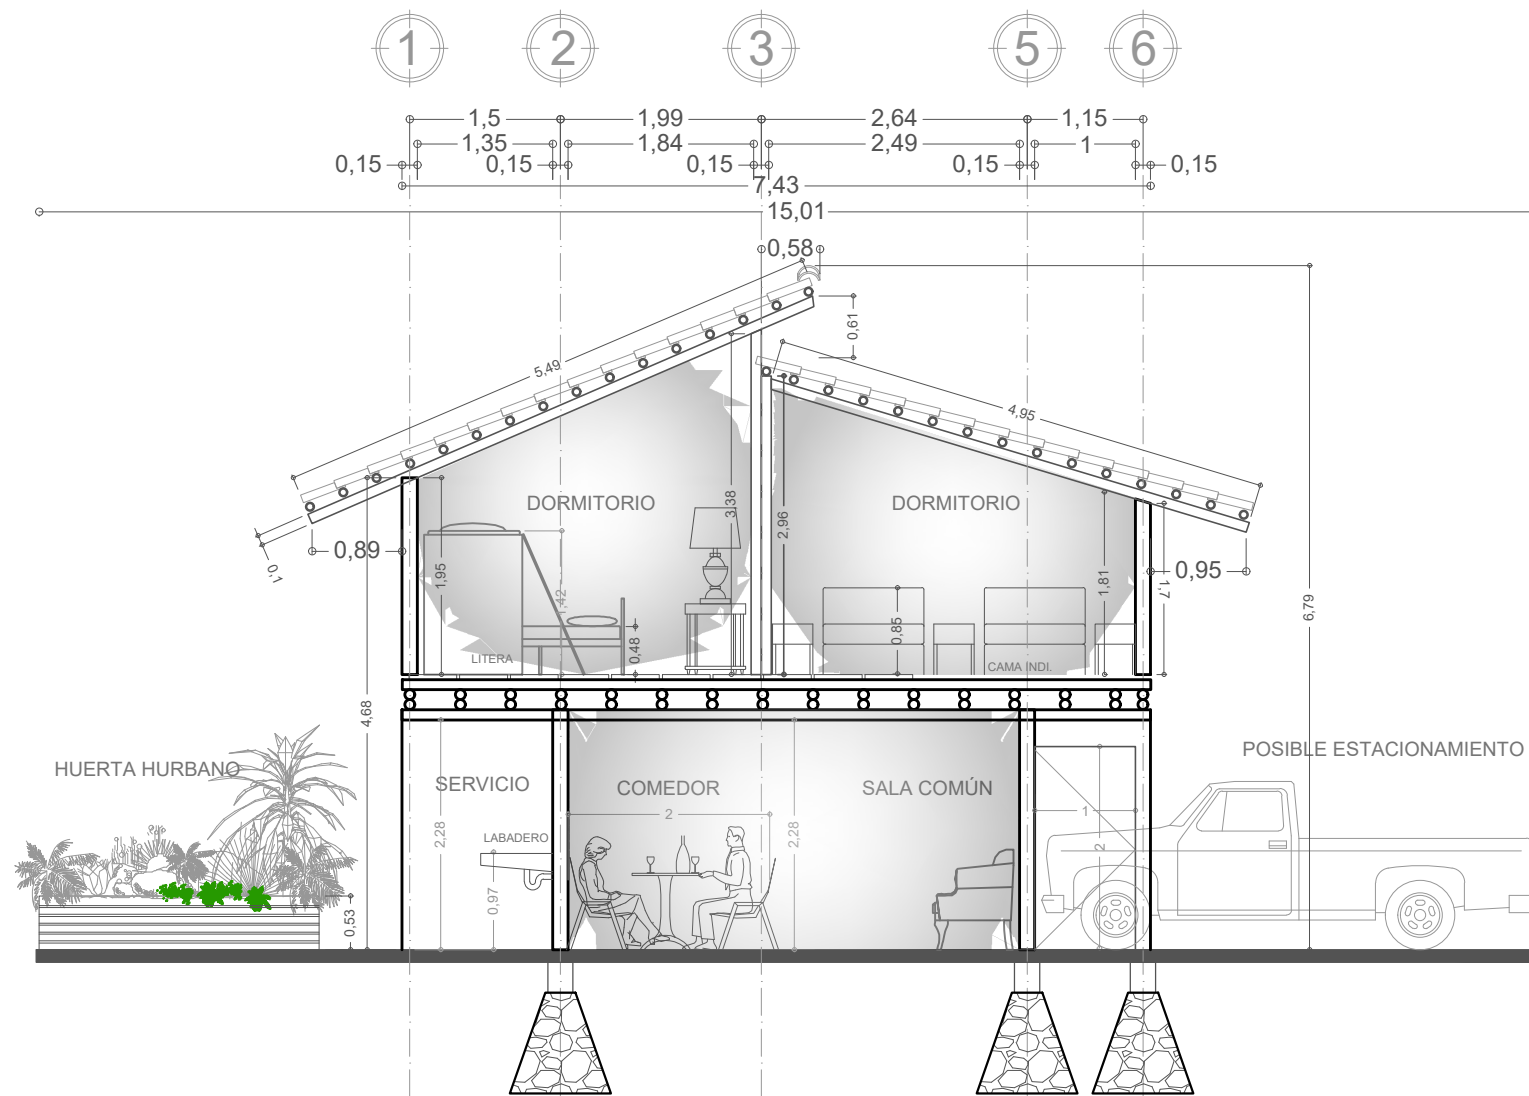 1 2 3 5 6
1,5 1,99 2,64 1,15
1,35 1,84 2,49 1
0,15 0,15 0,15 0,15 0,15
7,43
15,01
0,58
0,61
5,49
4,95
DORMITORIO DORMITORIO
3,38
2,96
0,89
0,1
1,95
1,42
0,48
0,85
1,81
1,7
0,95
6,79
LITERA
CAMA INDI.
4,68
HUERTA HURBANO
POSIBLE ESTACIONAMIENTO
SERVICIO COMEDOR SALA COMÚN
2 1
LABADERO
2,28 2,28 2
0,97
0,53